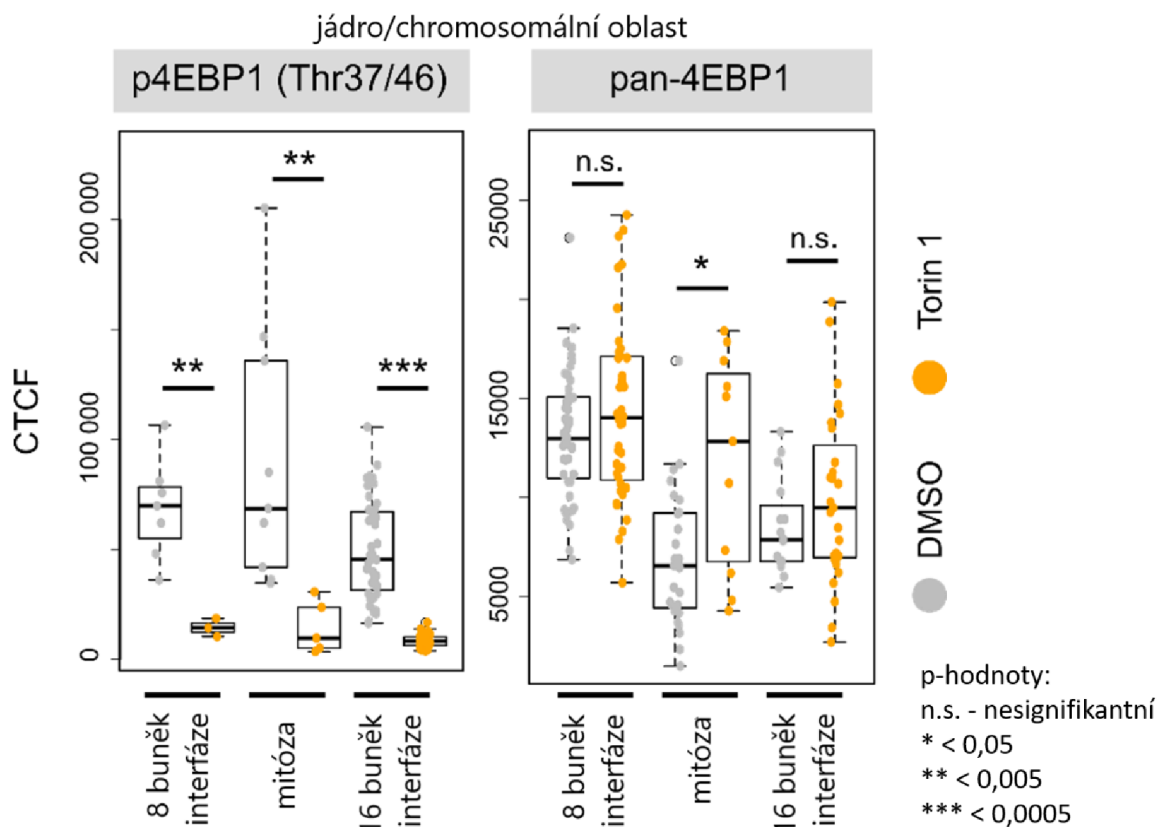 jádro/chromosomální oblast
p4EBP1 (Thr37/46)
pan-4EBP1
CTCF
0
100 000
200 000
**
**
***
8 buněk
interfáze
mitóza
16 buněk
interfáze
5000
15000
25000
n.s.
*
n.s.
8 buněk
interfáze
mitóza
16 buněk
interfáze
Torin 1
DMSO
p-hodnoty:
n.s. - nesignifikantní
* < 0,05
** < 0,005
*** < 0,0005